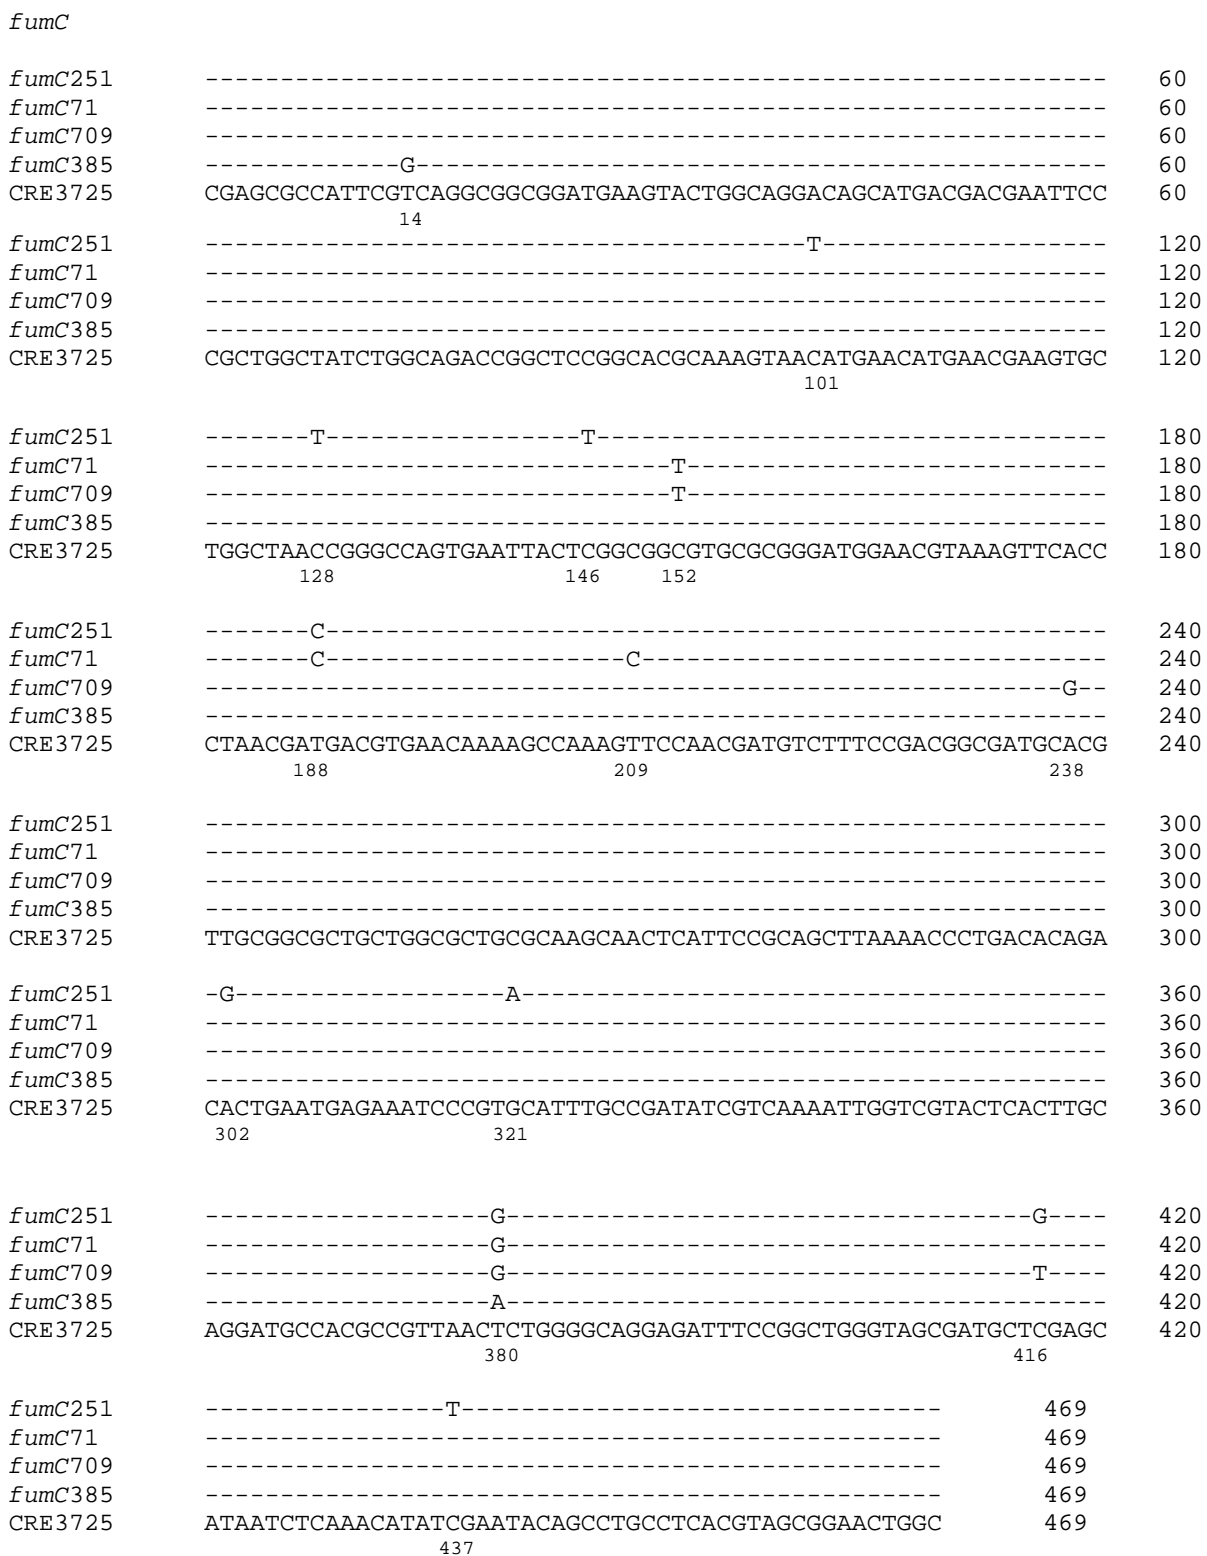 fumC
fumC251 ------------------------------------------------------------ 60
fumC71 ------------------------------------------------------------ 60
fumC709 ------------------------------------------------------------ 60
fumC385 -------------G---------------------------------------------- 60
CRE3725 CGAGCGCCATTCGTCAGGCGGCGGATGAAGTACTGGCAGGACAGCATGACGACGAATTCC 60
14
fumC251 ----------------------------------------T------------------- 120
fumC71 ------------------------------------------------------------ 120
fumC709 ------------------------------------------------------------ 120
fumC385 ------------------------------------------------------------ 120
CRE3725 CGCTGGCTATCTGGCAGACCGGCTCCGGCACGCAAAGTAACATGAACATGAACGAAGTGC 120
101
fumC251 -------T-----------------T---------------------------------- 180
fumC71 -------------------------------T---------------------------- 180
fumC709 -------------------------------T---------------------------- 180
fumC385 ------------------------------------------------------------ 180
CRE3725 TGGCTAACCGGGCCAGTGAATTACTCGGCGGCGTGCGCGGGATGGAACGTAAAGTTCACC 180
128 146 152
fumC251 -------C---------------------------------------------------- 240
fumC71 -------C--------------------C------------------------------- 240
fumC709 ---------------------------------------------------------G-- 240
fumC385 ------------------------------------------------------------ 240
CRE3725 CTAACGATGACGTGAACAAAAGCCAAAGTTCCAACGATGTCTTTCCGACGGCGATGCACG 240
188 209 238
fumC251 ------------------------------------------------------------ 300
fumC71 ------------------------------------------------------------ 300
fumC709 ------------------------------------------------------------ 300
fumC385 ------------------------------------------------------------ 300
CRE3725 TTGCGGCGCTGCTGGCGCTGCGCAAGCAACTCATTCCGCAGCTTAAAACCCTGACACAGA 300
fumC251 -G------------------A--------------------------------------- 360
fumC71 ------------------------------------------------------------ 360
fumC709 ------------------------------------------------------------ 360
fumC385 ------------------------------------------------------------ 360
CRE3725 CACTGAATGAGAAATCCCGTGCATTTGCCGATATCGTCAAAATTGGTCGTACTCACTTGC 360
302 321
fumC251 -------------------G-----------------------------------G---- 420
fumC71 -------------------G---------------------------------------- 420
fumC709 -------------------G-----------------------------------T---- 420
fumC385 -------------------A---------------------------------------- 420
CRE3725 AGGATGCCACGCCGTTAACTCTGGGGCAGGAGATTTCCGGCTGGGTAGCGATGCTCGAGC 420
380 416
fumC251 ----------------T-------------------------------- 469
fumC71 ------------------------------------------------- 469
fumC709 ------------------------------------------------- 469
fumC385 ------------------------------------------------- 469
CRE3725 ATAATCTCAAACATATCGAATACAGCCTGCCTCACGTAGCGGAACTGGC 469
437